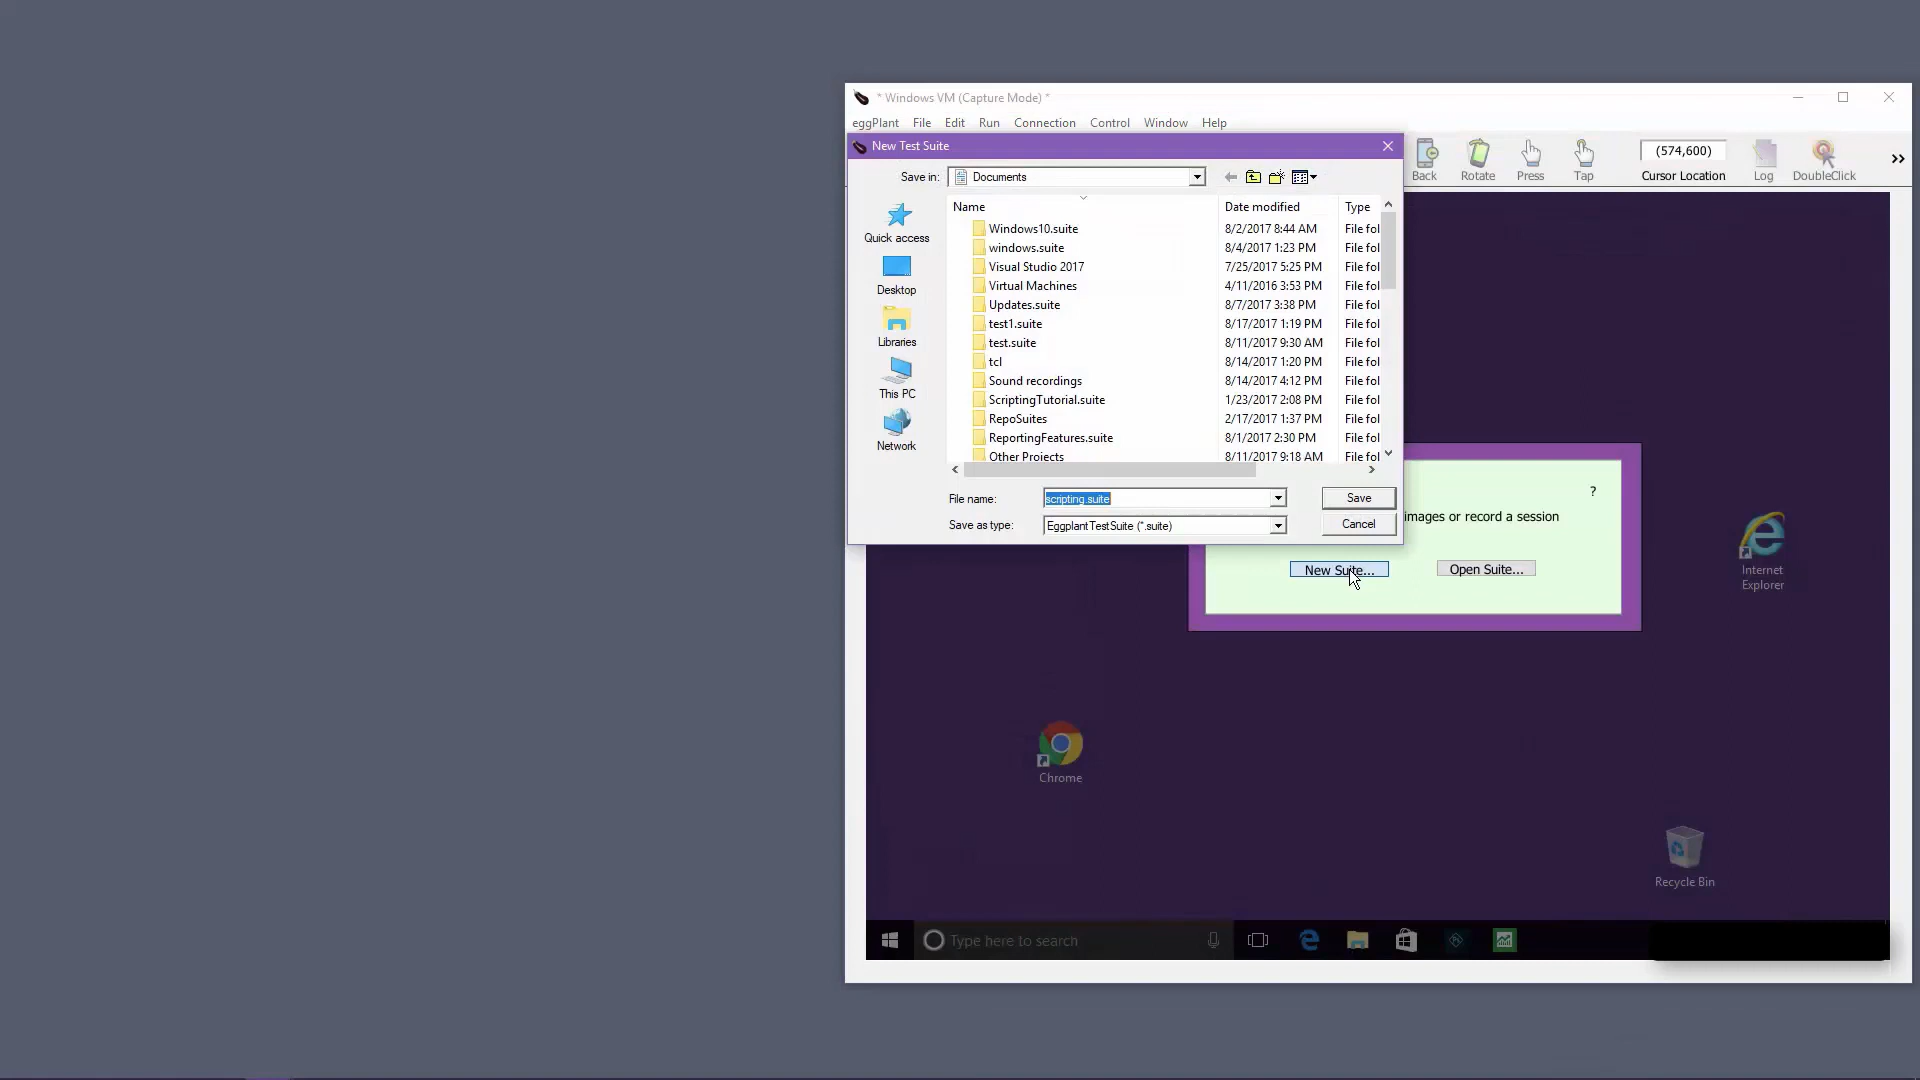 * Windows VM (Capture Mode) *
eggPlant File Edit Run Connection Control Window Help
New Test Suite
Save in: Documents
Back Rotate Press Tap (574,600) Cursor Location Log DoubleClick
Name Date modified Type
Windows10.suite 8/2/2017 8:44 AM File fol
windows.suite 8/4/2017 1:23 PM File fol
Visual Studio 2017 7/25/2017 5:25 PM File fol
Virtual Machines 4/11/2016 3:53 PM File fol
Updates.suite 8/7/2017 3:38 PM File fol
test1.suite 8/17/2017 1:19 PM File fol
test.suite 8/11/2017 9:30 AM File fol
tcl 8/14/2017 1:20 PM File fol
Sound recordings 8/14/2017 4:12 PM File fol
ScriptingTutorial.suite 1/23/2017 2:08 PM File fol
RepoSuites 2/17/2017 1:37 PM File fol
ReportingFeatures.suite 8/1/2017 2:30 PM File fol
Other Projects 8/11/2017 9:18 AM File fol
Quick access
Desktop
Libraries
This PC
Network
File name: scripting.suite Save
Save as type: EggplantTestSuite (*.suite) Cancel
?
images or record a session
New Suite... Open Suite...
Internet
Explorer
Chrome
Recycle Bin
Type here to search